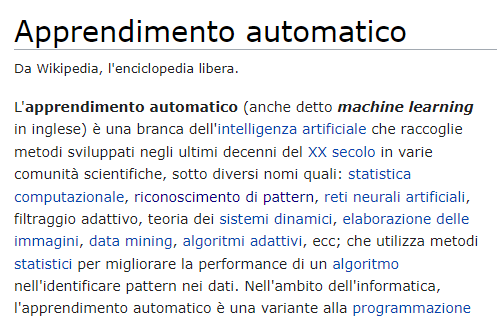 Apprendimento automatico
Da Wikipedia, l'enciclopedia libera.
L'apprendimento automatico (anche detto machine learning
in inglese) è una branca dell'intelligenza artificiale che raccoglie
metodi sviluppati negli ultimi decenni del XX secolo in varie
comunità scientifiche, sotto diversi nomi quali: statistica
computazionale, riconoscimento di pattern, reti neurali artificiali,
filtraggio adattivo, teoria dei sistemi dinamici, elaborazione delle
immagini, data mining, algoritmi adattivi, ecc; che utilizza metodi
statistici per migliorare la performance di un algoritmo
nell'identificare pattern nei dati. Nell'ambito dell'informatica,
l'apprendimento automatico è una variante alla programmazione